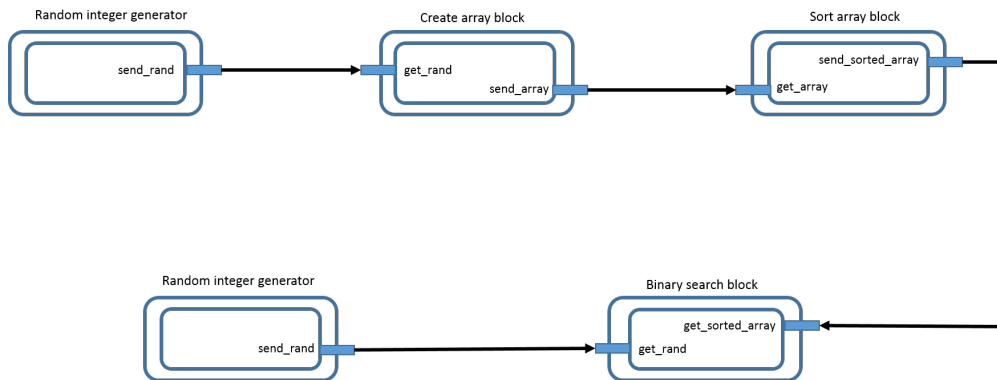 Random integer generator
Create array block
Sort array block
send_rand
get_rand
send_array
send_sorted_array
get_array
Random integer generator
Binary search block
send_rand
get_sorted_array
get_rand